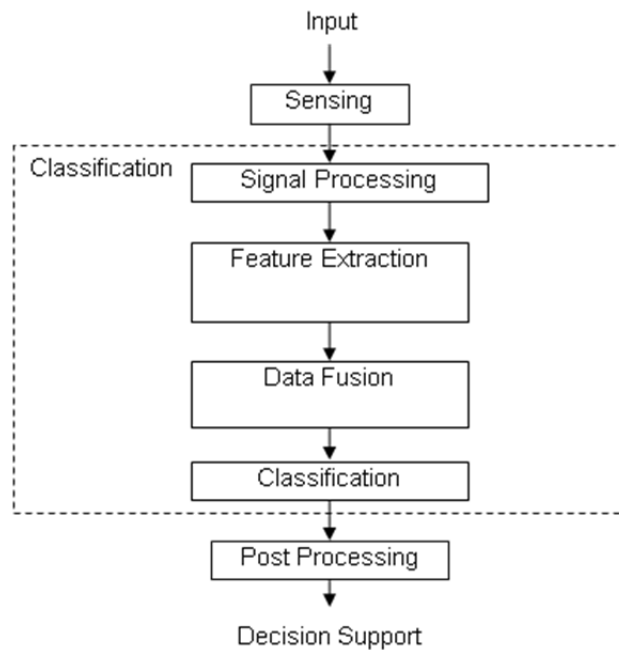 Input
Sensing
Classification
Signal Processing
Feature Extraction
Data Fusion
Classification
Post Processing
Decision Support